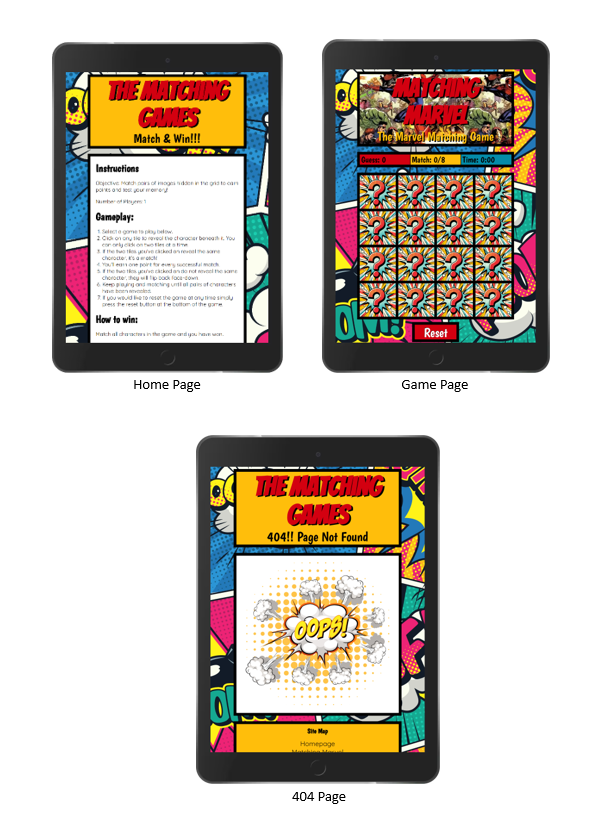 THE MATCHING
GAMES
Match & Win!!!
Instructions
Objective: Match pairs of images hidden in the grid to earn
points and test your memory!
Number of Players: 1
Gameplay:
1. Select a game to play below.
2. Click on any tile to reveal the character beneath it. You
can only click on two tiles at a time.
3. If the two tiles you've clicked on reveal the same
character, it's a match!
4. You'll earn one point for every successful match.
5. If the two tiles you've clicked on do not reveal the same
character, they will flip back face down.
6. Keep playing and matching until all pairs of characters
have been revealed.
7. If you would like to reset the game at any time simply
press the reset button at the bottom of the game.
How to win:
Match all characters in the game and you have won.
Home Page
MATCHING
MARVEL
The Marvel Matching Game
Guess: 0 Match: 0/8 Time: 0:00
? ? ? ?
? ? ? ?
? ? ? ?
? ? ? ?
OM!
Reset
Game Page
THE MATCHING
GAMES
404!! Page Not Found
OOPS!
Site Map
Homepage
Matching Marvel
404 Page